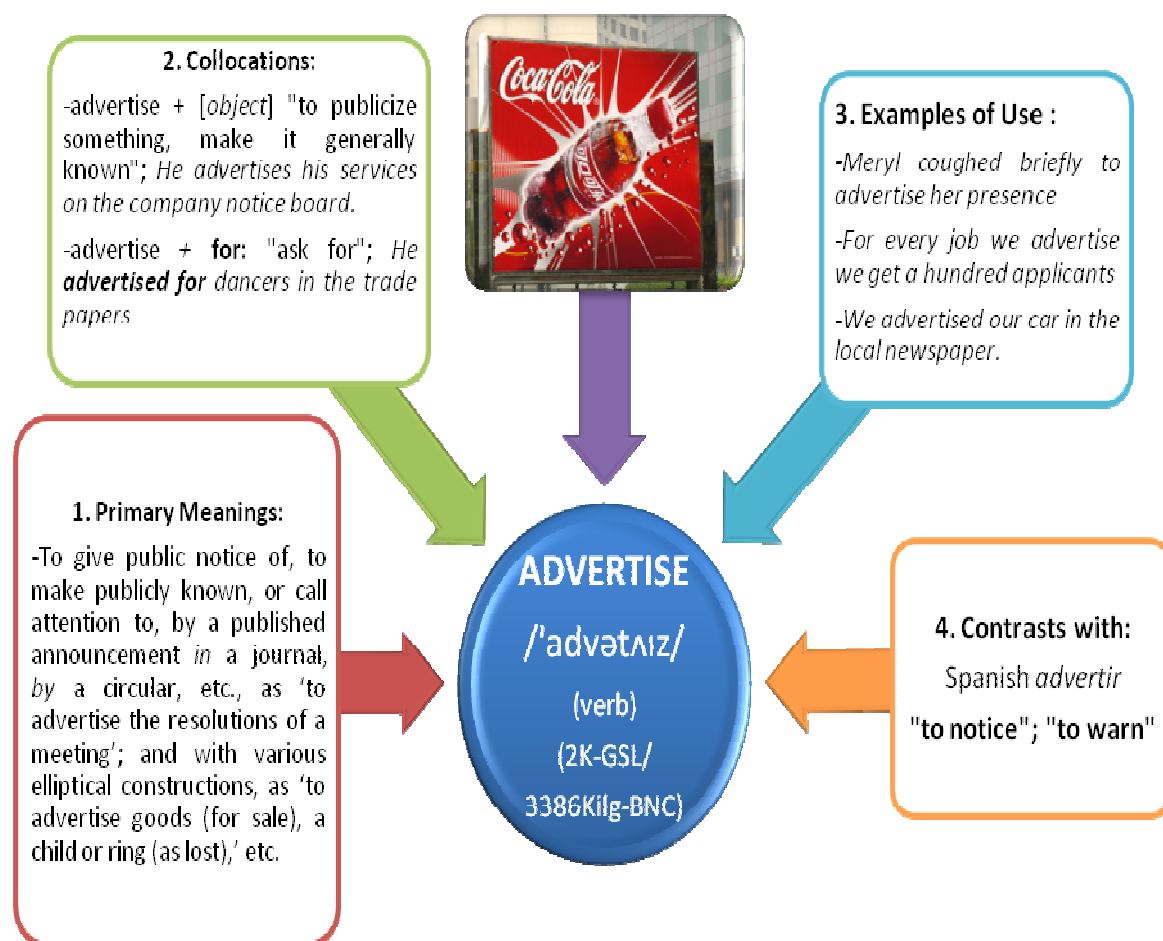 2. Collocations:
-advertise + [object] "to publicize
something, make it generally
known"; He advertises his services
on the company notice board.
-advertise + for: "ask for"; He
advertised for dancers in the trade
papers
Coca-Cola
3. Examples of Use :
-Meryl coughed briefly to
advertise her presence
-For every job we advertise
we get a hundred applicants
-We advertised our car in the
local newspaper.
1. Primary Meanings:
-To give public notice of, to
make publicly known, or call
attention to, by a published
announcement in a journal,
by a circular, etc., as ‘to
advertise the resolutions of a
meeting’; and with various
elliptical constructions, as ‘to
advertise goods (for sale), a
child or ring (as lost),’ etc.
ADVERTISE
/ˈadvətʌɪz/
(verb)
(2K-GSL/
3386Kilg-BNC)
4. Contrasts with:
Spanish advertir
"to notice"; "to warn"